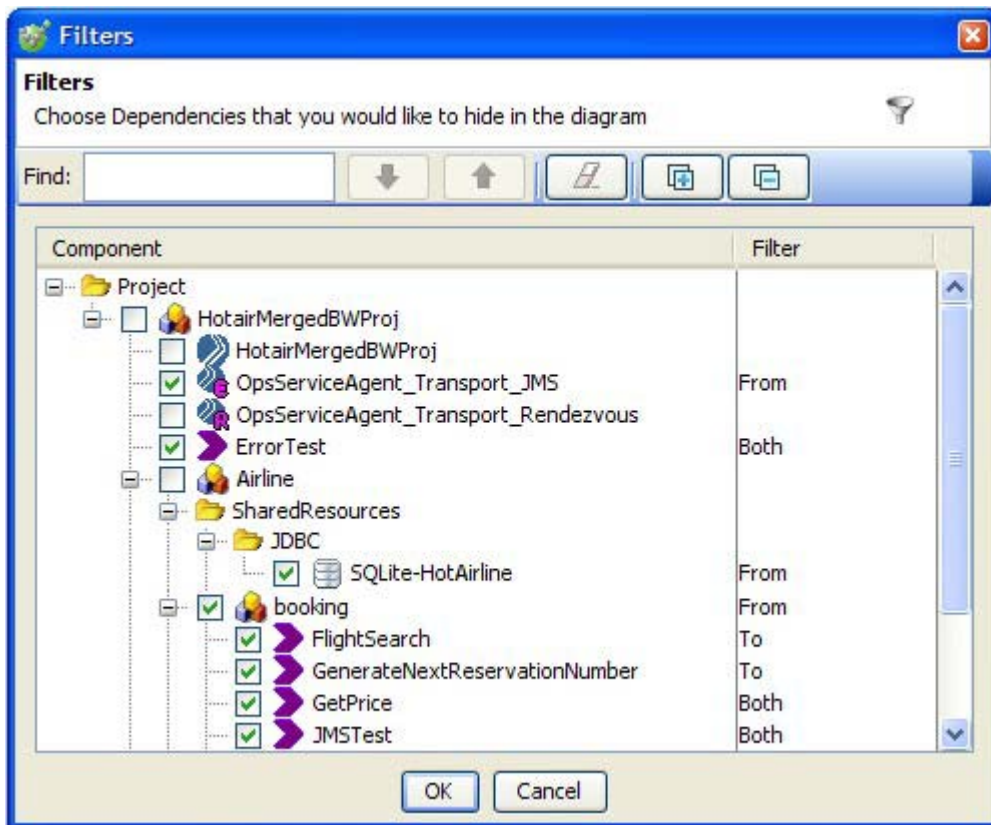 Filters
Filters
Choose Dependencies that you would like to hide in the diagram
Find:
Component Filter
Project
HotairMergedBWProj
HotairMergedBWProj
OpsServiceAgent_Transport_JMS From
OpsServiceAgent_Transport_Rendezvous
ErrorTest Both
Airline
SharedResources
JDBC
SQLite-HotAirline From
booking From
FlightSearch To
GenerateNextReservationNumber To
GetPrice Both
JMSTest Both
OK Cancel